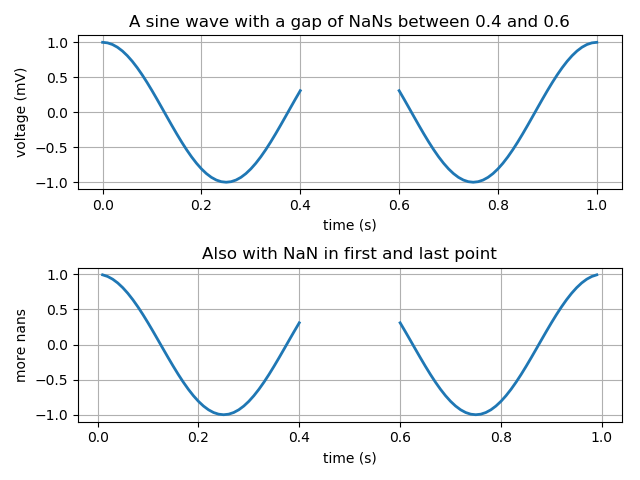 A sine wave with a gap of NaNs between 0.4 and 0.6
1.0
0.5
0.0
−0.5
−1.0
voltage (mV)
0.0 0.2 0.4 0.6 0.8 1.0
time (s)
Also with NaN in first and last point
1.0
0.5
0.0
−0.5
−1.0
more nans
0.0 0.2 0.4 0.6 0.8 1.0
time (s)